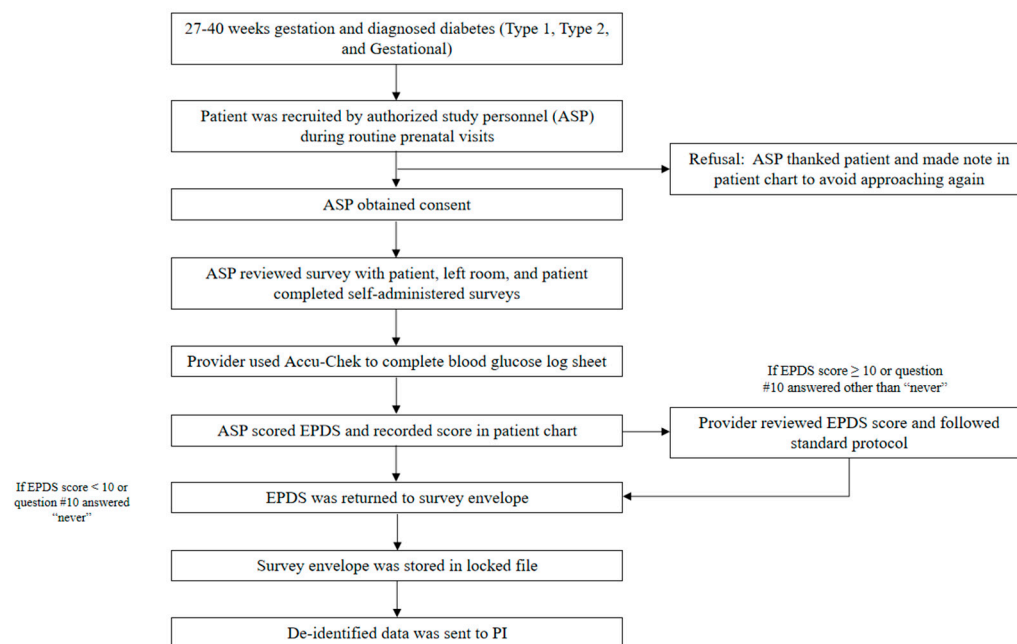 27-40 weeks gestation and diagnosed diabetes (Type 1, Type 2,
and Gestational)
Patient was recruited by authorized study personnel (ASP)
during routine prenatal visits
Refusal:  ASP thanked patient and made note in
patient chart to avoid approaching again
ASP obtained consent
ASP reviewed survey with patient, left room, and patient
completed self-administered surveys
Provider used Accu-Chek to complete blood glucose log sheet
If EPDS score ≥ 10 or question
#10 answered other than “never”
ASP scored EPDS and recorded score in patient chart
Provider reviewed EPDS score and followed
standard protocol
If EPDS score < 10 or
question #10 answered
“never”
EPDS was returned to survey envelope
Survey envelope was stored in locked file
De-identified data was sent to PI